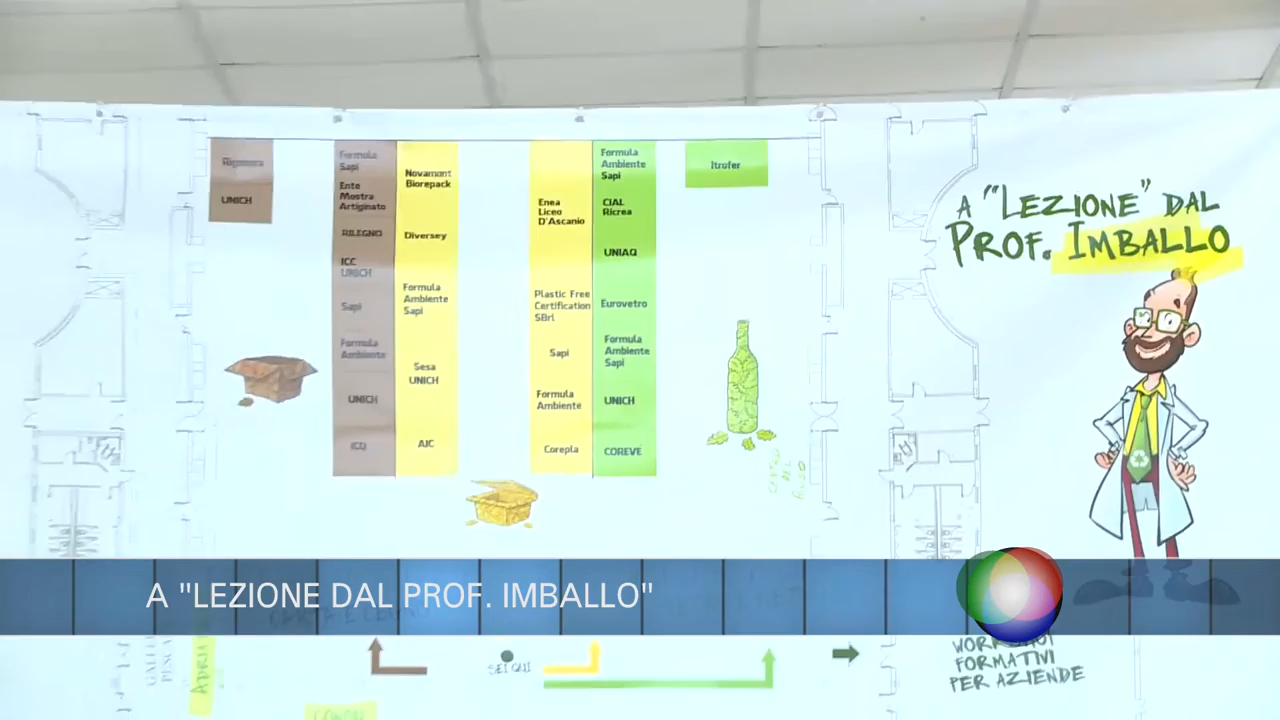 Rigenera
UNICH
Formula
Sapi
Ente
Mostra
Artiginato
RILEGNO
ICC
UNICH
Sapi
Formula
Ambiente
UNICH
ICQ
Novamont
Biorepack
Diversey
Formula
Ambiente
Sapi
Sesa
UNICH
AJC
Enea
Liceo
D'Ascanio
Plastic Free
Certification
SBrl
Sapi
Formula
Ambiente
Corepla
Formula
Ambiente
Sapi
CIAL
Ricrea
UNIAQ
Eurovetro
Formula
Ambiente
Sapi
UNICH
COREVE
Itrofer
A "LEZIONE" DAL
PROF. IMBALLO
A "LEZIONE DAL PROF. IMBALLO"
SEI QUI
FORMATIVI
PER AZIENDE